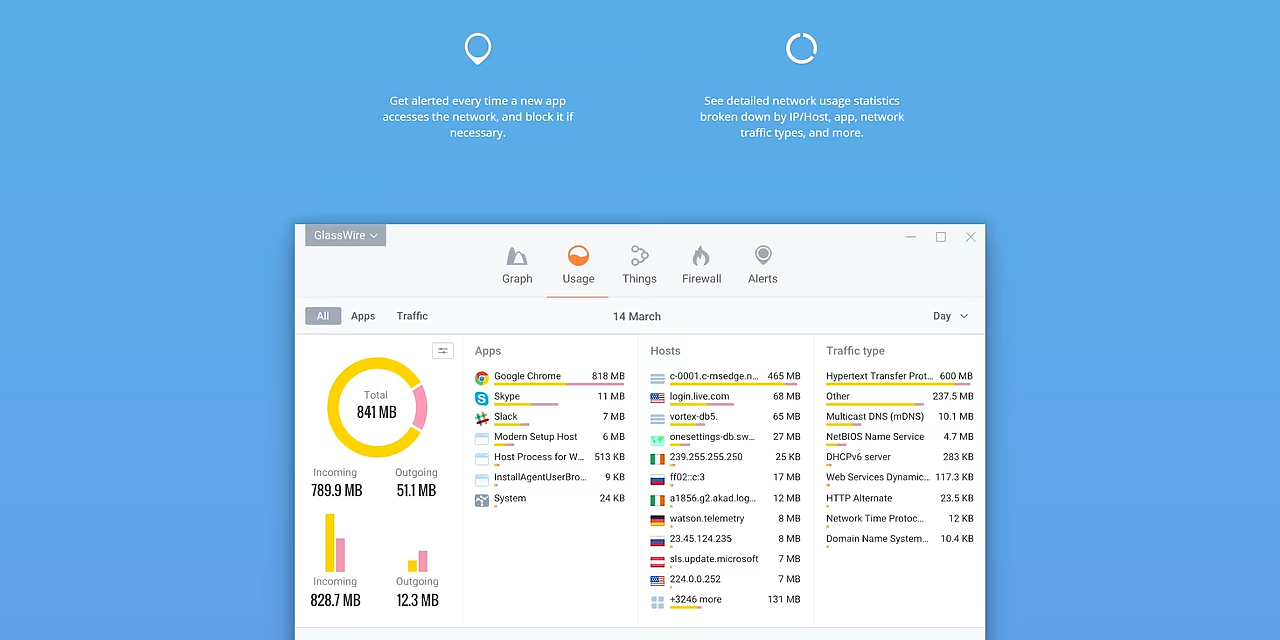 Get alerted every time a new app
accesses the network, and block it if
necessary.
See detailed network usage statistics
broken down by IP/Host, app, network
traffic types, and more.
GlassWire
Graph
Usage
Things
Firewall
Alerts
All
Apps
Traffic
14 March
Day
Total
841 MB
Incoming
789.9 MB
Outgoing
51.1 MB
Incoming
828.7 MB
Outgoing
12.3 MB
Apps
Google Chrome 818 MB
Skype 11 MB
Slack 7 MB
Modern Setup Host 6 MB
Host Process for W... 513 KB
InstallAgentUserBro... 9 KB
System 24 KB
Hosts
c-0001.c-msedge.n... 465 MB
login.live.com 68 MB
vortex-db5. 65 MB
onesettings-db.sw... 27 MB
239.255.255.250 25 KB
ff02::c:3 17 MB
a1856.g2.akad.log... 12 MB
watson.telemetry 8 MB
23.45.124.235 8 MB
sls.update.microsoft 7 MB
224.0.0.252 7 MB
+3246 more 131 MB
Traffic type
Hypertext Transfer Prot... 600 MB
Other 237.5 MB
Multicast DNS (mDNS) 10.1 MB
NetBIOS Name Service 4.7 MB
DHCPv6 server 283 KB
Web Services Dynamic... 117.3 KB
HTTP Alternate 23.5 KB
Network Time Protoc... 12 KB
Domain Name System... 10.4 KB